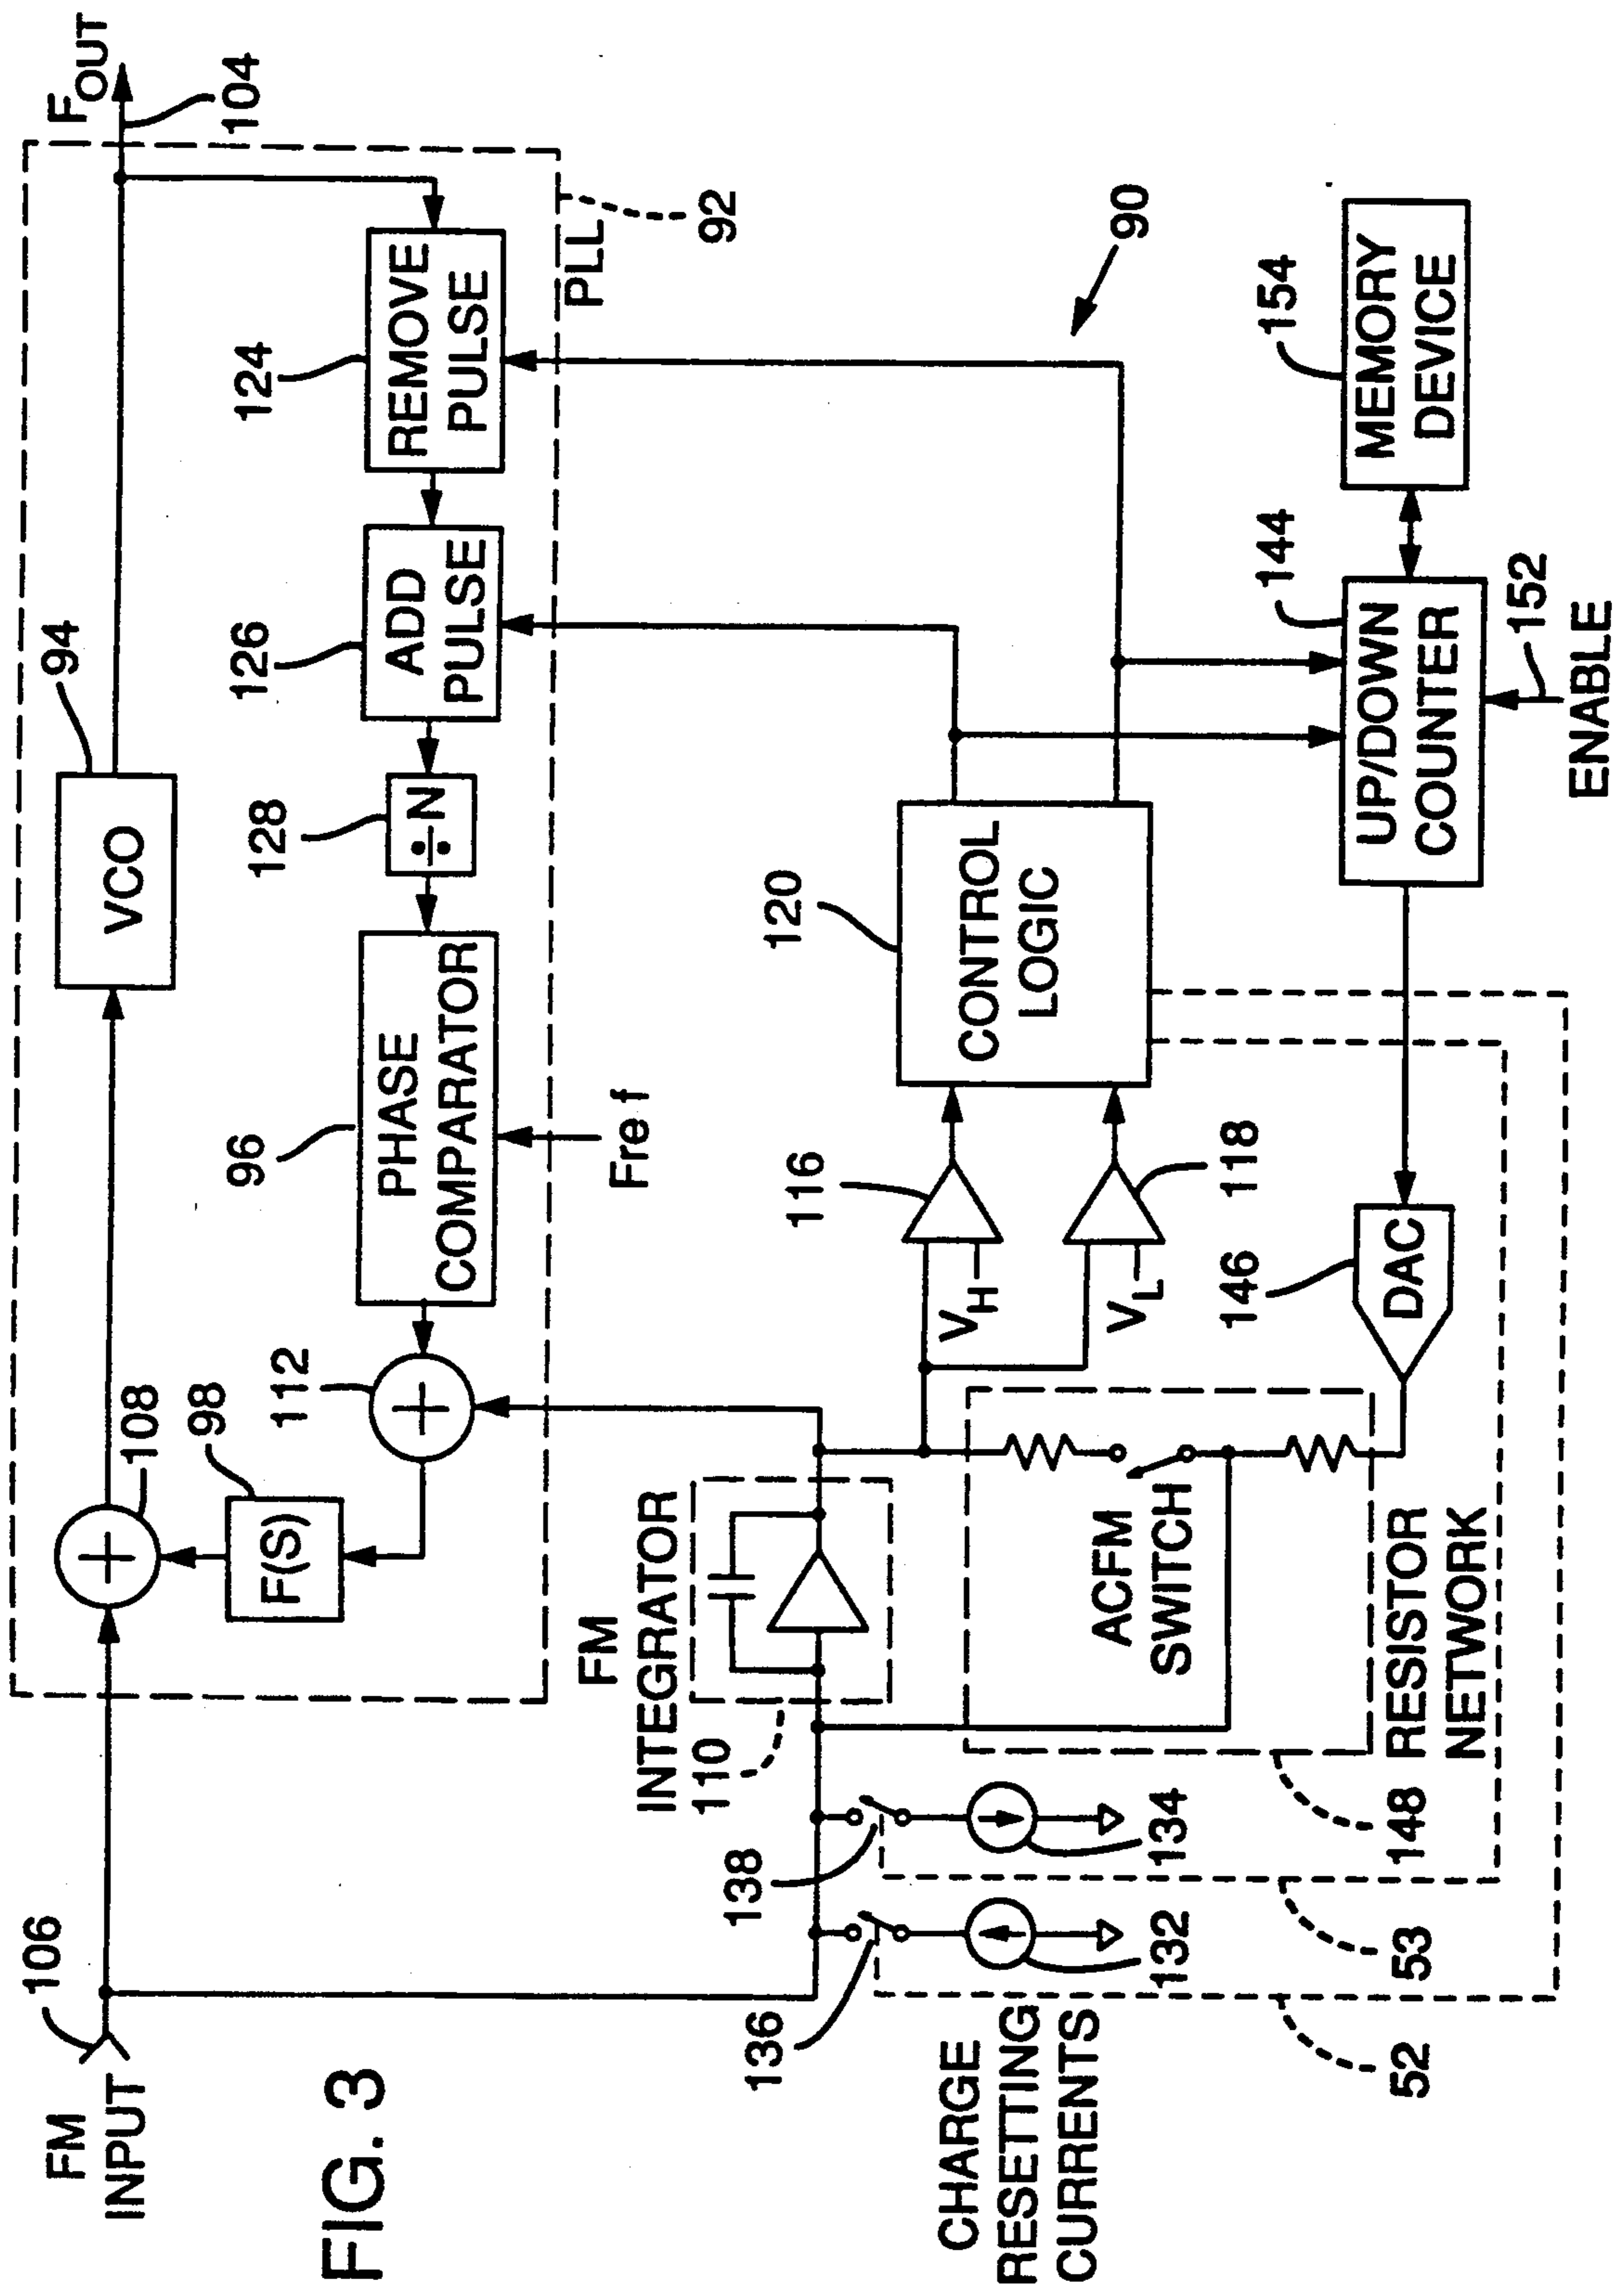 FIG. 3
FM
INPUT
106
108
98
F(S)
112
94
VCO
F OUT
104
96
PHASE
COMPARATOR
Fre f
128
÷N
126
ADD
PULSE
124
REMOVE
PULSE
PLL
92
90
FM
INTEGRATOR
110
116
V H
V L
118
120
CONTROL
LOGIC
136
138
132
134
CHARGE
RESETTING
CURRENTS
52
53
ACFM
SWITCH
RESISTOR
NETWORK
148
146
DAC
144
UP/DOWN
COUNTER
152
ENABLE
154
MEMORY
DEVICE